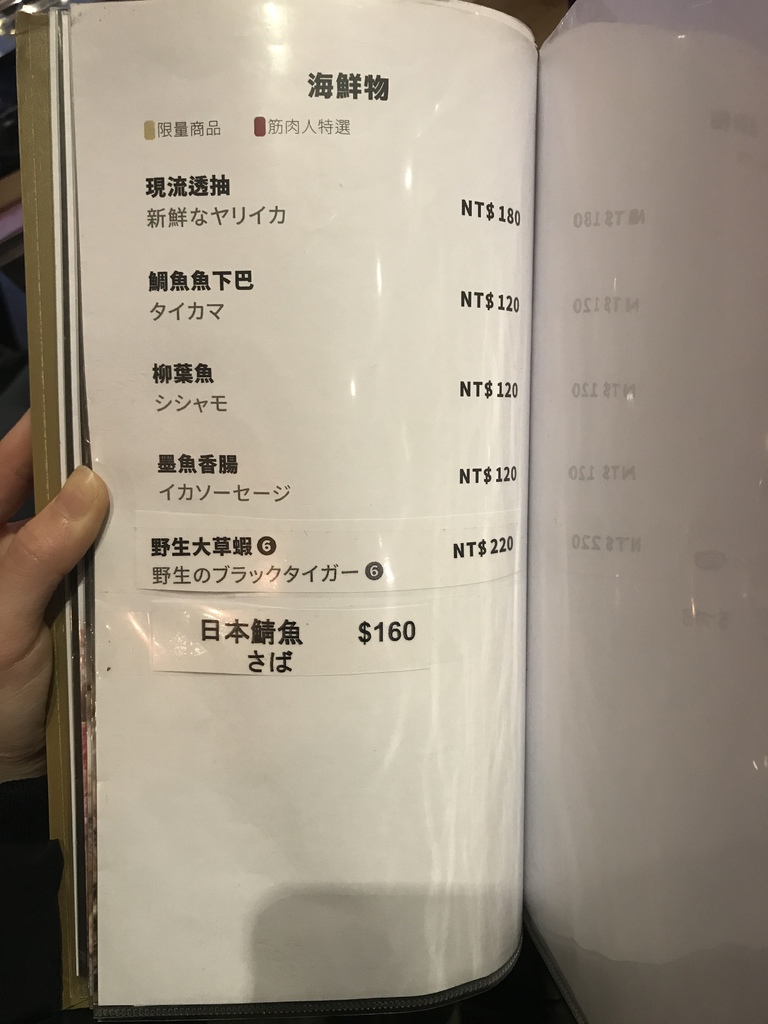 海鮮物
限量商品 筋肉人特選
現流透抽
新鮮なヤリイカ NT$180
鯛魚魚下巴
タイカマ NT$120
柳葉魚
シシャモ NT$120
墨魚香腸
イカソーセージ NT$120
野生大草蝦❻ NT$220
野生のブラックタイガー❻
日本鯖魚 $160
さば